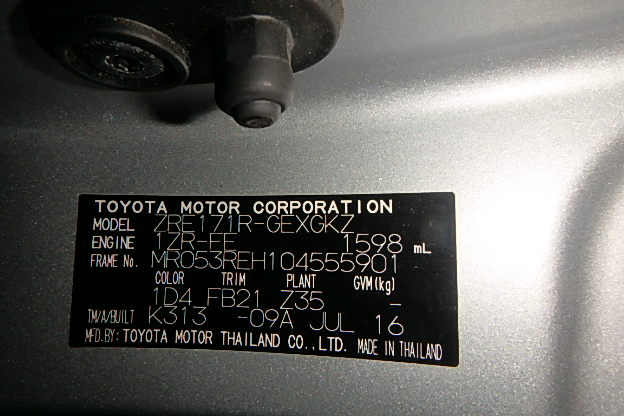 TOYOTA MOTOR CORPORATION
MODEL ZRE171R-GEXGKZ
ENGINE 1ZR-FE 1598 mL
FRAME No. MR053REH104555901
COLOR TRIM PLANT GVM(kg)
1D4 FB21 Z35 -
TM/A/BUILT K313 -09A JUL 16
MFD.BY: TOYOTA MOTOR THAILAND CO.,LTD. MADE IN THAILAND